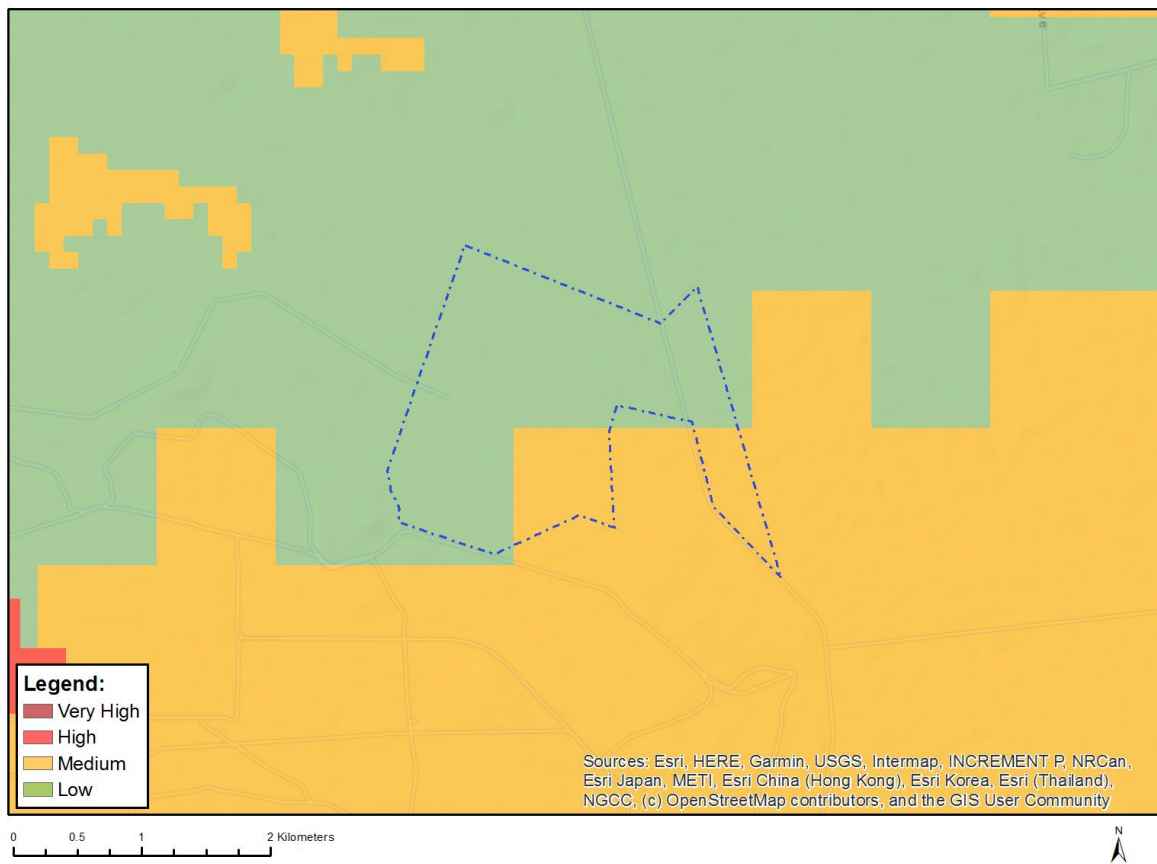 ve
Legend:
Very High
High
Medium
Low
Sources: Esri, HERE, Garmin, USGS, Intermap, INCREMENT P, NRCan,
Esri Japan, METI, Esri China (Hong Kong), Esri Korea, Esri (Thailand),
NGCC, (c) OpenStreetMap contributors, and the GIS User Community
0 0.5 1 2 Kilometers
N